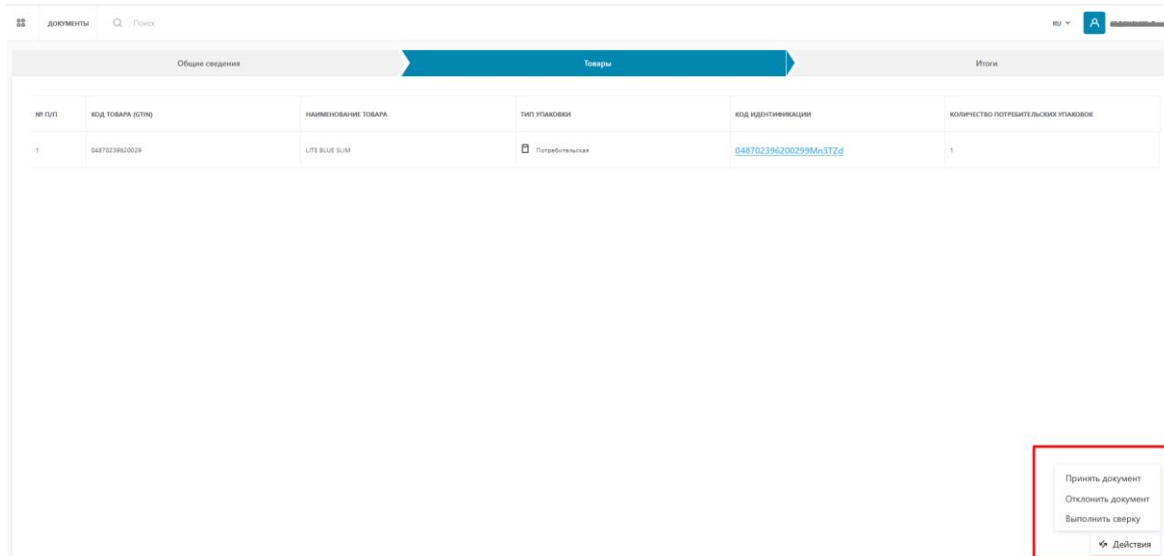 ДОКУМЕНТЫ Поиск RU
Общие сведения Товары Итоги
№ П/П КОД ТОВАРА (GTIN) НАИМЕНОВАНИЕ ТОВАРА ТИП УПАКОВКИ КОД ИДЕНТИФИКАЦИИ КОЛИЧЕСТВО ПОТРЕБИТЕЛЬСКИХ УПАКОВОК
1 04870239620029 LITE BLUE SLIM Потребительская 048702396200299Mn3TZd 1
Принять документ
Отклонить документ
Выполнить сверку
Действия